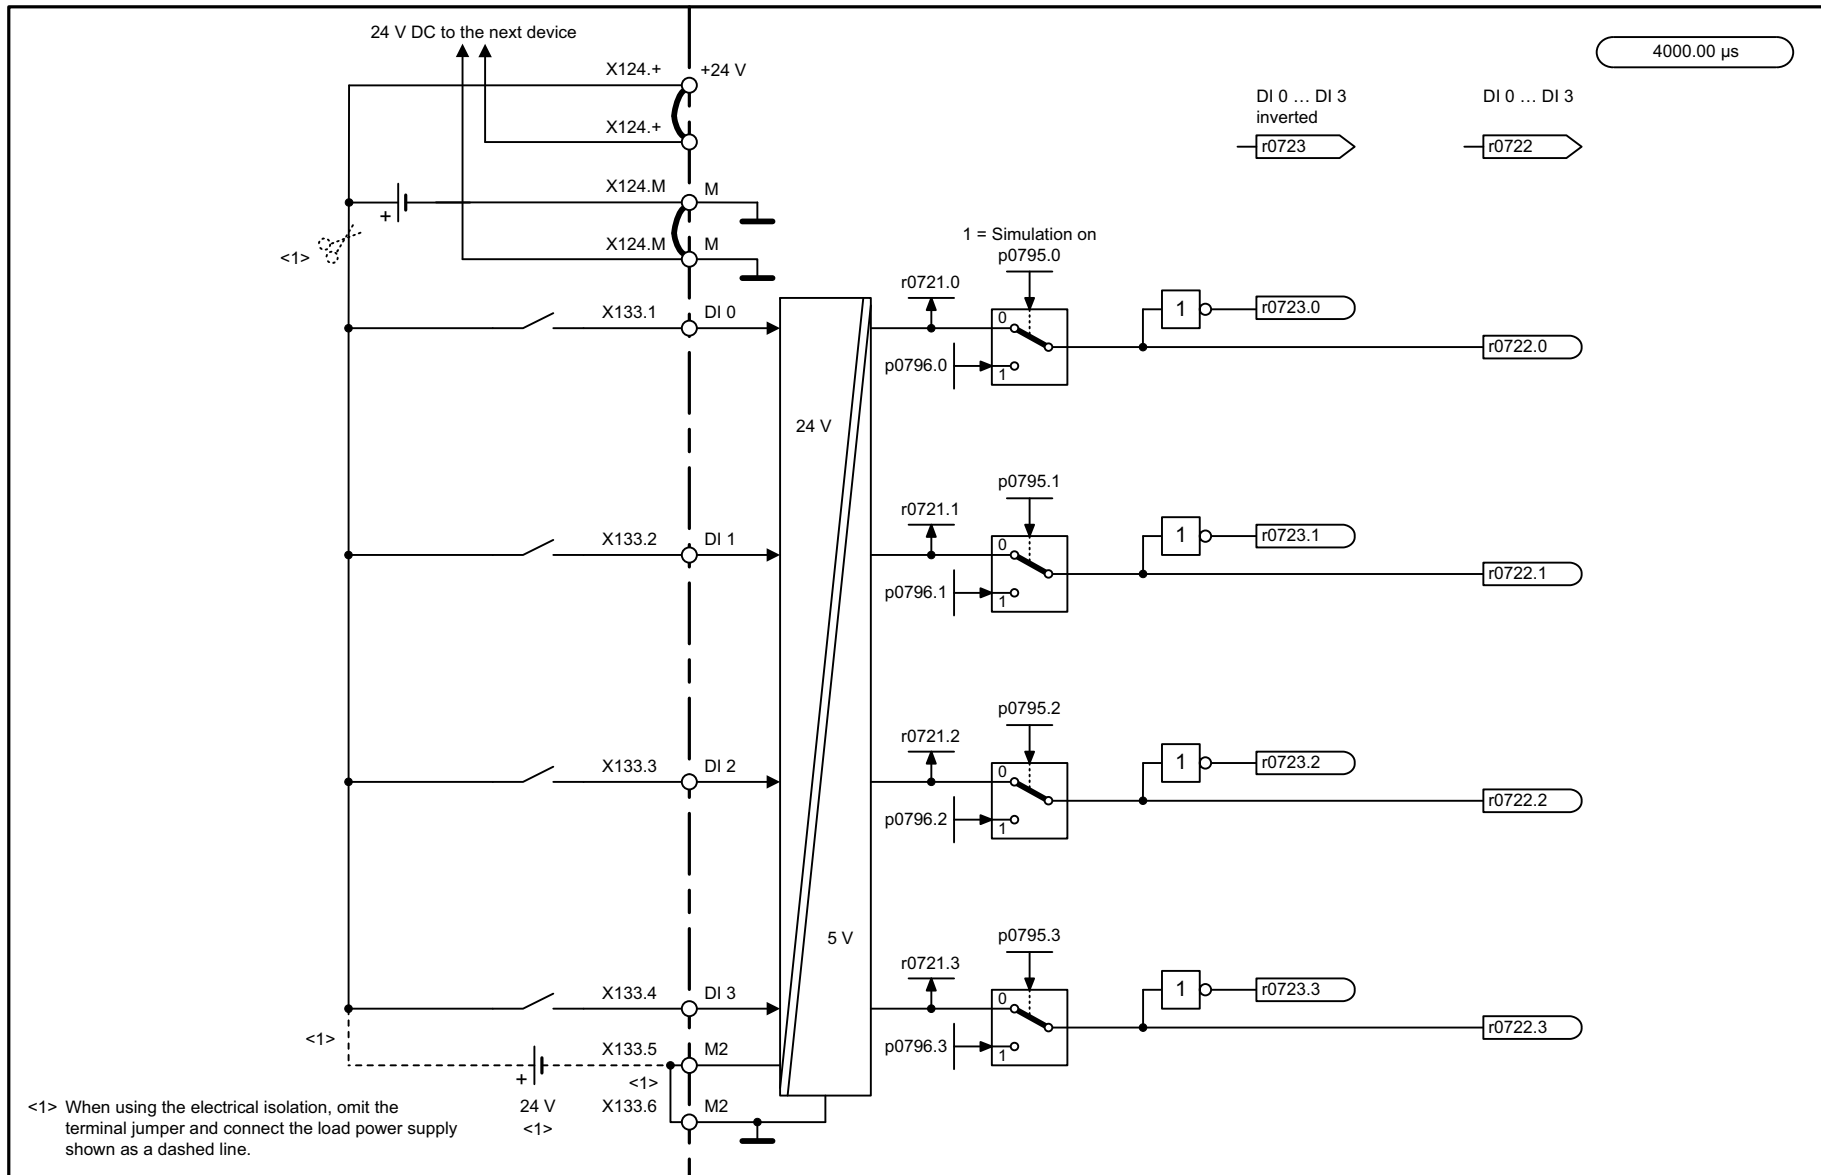 24 V DC to the next device
4000.00 µs
X124.+ +24 V
DI 0 … DI 3
inverted
DI 0 … DI 3
X124.+
r0723
r0722
X124.M M
+
1 = Simulation on
X124.M M
<1>
p0795.0
r0721.0
X133.1 DI 0
0
1
r0723.0
r0722.0
p0796.0
1
24 V
p0795.1
r0721.1
X133.2 DI 1
0
1
r0723.1
r0722.1
p0796.1
1
p0795.2
r0721.2
X133.3 DI 2
0
1
r0723.2
r0722.2
p0796.2
1
5 V
p0795.3
r0721.3
X133.4 DI 3
0
1
r0723.3
r0722.3
<1>
X133.5 M2
p0796.3
1
+
<1>
24 V
<1>
X133.6 M2
<1> When using the electrical isolation, omit the
terminal jumper and connect the load power supply
shown as a dashed line.